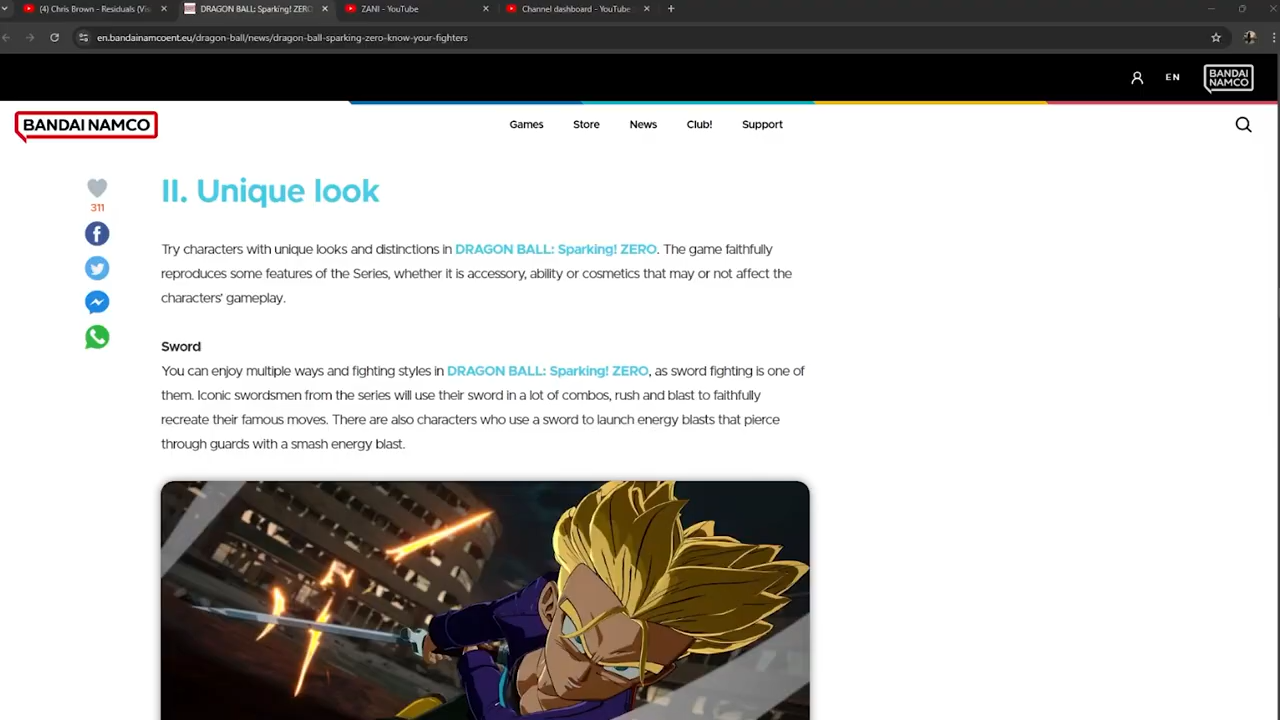 (4) Chris Brown - Residuals (Vis
DRAGON BALL: Sparking! ZERO
ZANI - YouTube
Channel dashboard - YouTube
en.bandainamcoent.eu/dragon-ball/news/dragon-ball-sparking-zero-know-your-fighters
EN
BANDAI
NAMCO
BANDAI NAMCO
Games
Store
News
Club!
Support
II. Unique look
311
Try characters with unique looks and distinctions in DRAGON BALL: Sparking! ZERO. The game faithfully
reproduces some features of the Series, whether it is accessory, ability or cosmetics that may or not affect the
characters' gameplay.
Sword
You can enjoy multiple ways and fighting styles in DRAGON BALL: Sparking! ZERO, as sword fighting is one of
them. Iconic swordsmen from the series will use their sword in a lot of combos, rush and blast to faithfully
recreate their famous moves. There are also characters who use a sword to launch energy blasts that pierce
through guards with a smash energy blast.